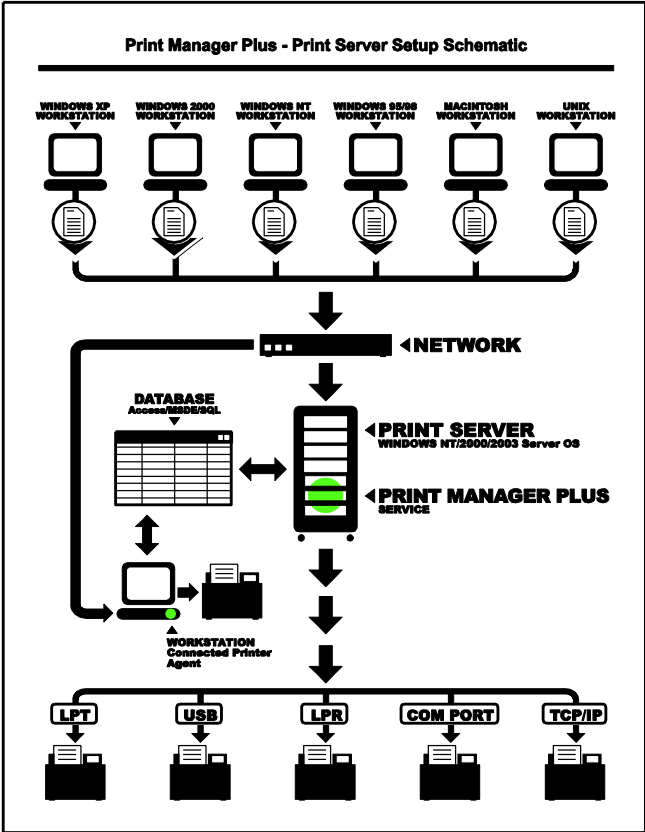 Print Manager Plus - Print Server Setup Schematic
WINDOWS XP
WORKSTATION
WINDOWS 2000
WORKSTATION
WINDOWS NT
WORKSTATION
WINDOWS 95/98
WORKSTATION
MACINTOSH
WORKSTATION
UNIX
WORKSTATION
NETWORK
DATABASE
Access/MSDE/SQL
PRINT SERVER
WINDOWS NT/2000/2003 Server OS
PRINT MANAGER PLUS
SERVICE
WORKSTATION
Connected Printer
Agent
LPT
USB
LPR
COM PORT
TCP/IP